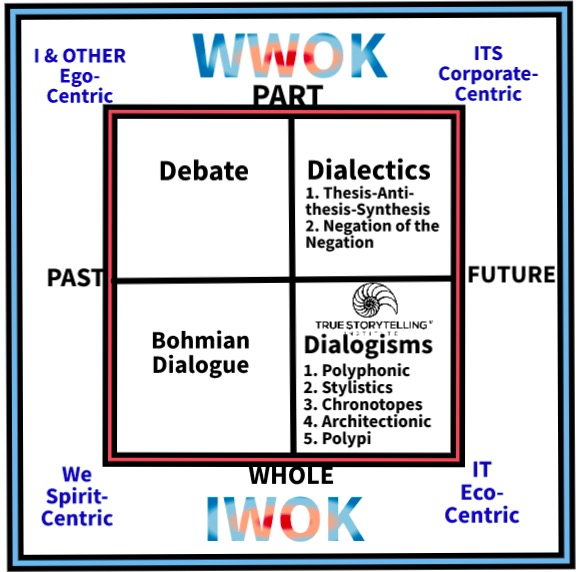 I & OTHER
Ego-
Centric
WWOK
PART
ITS
Corporate-
Centric
Debate
Dialectics
1. Thesis-Anti-
thesis-Synthesis
2. Negation of the
Negation
PAST
FUTURE
Bohmian
Dialogue
TRUE STORYTELLING
INSTITUTE
Dialogisms
1. Polyphonic
2. Stylistics
3. Chronotopes
4. Architectionic
5. Polypi
We
Spirit-
Centric
WHOLE
IWOK
IT
Eco-
Centric